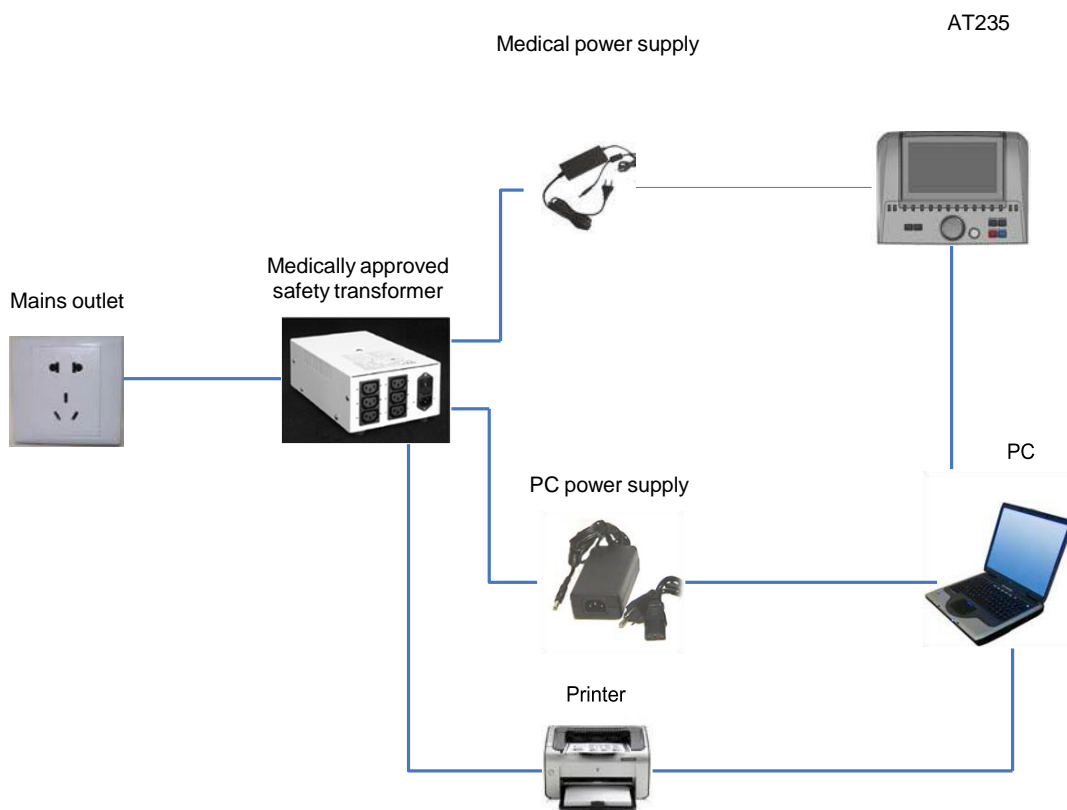 AT235
Medical power supply
Medically approved
safety transformer
Mains outlet
PC
PC power supply
Printer